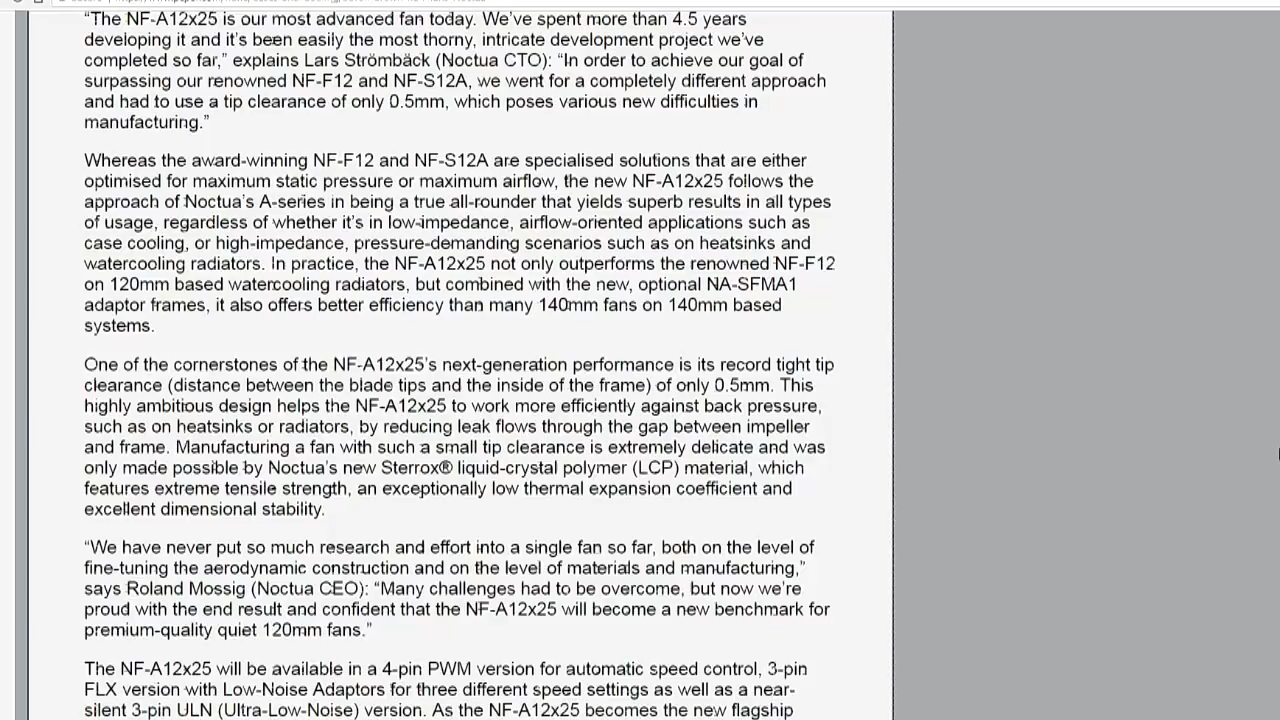 “The NF-A12x25 is our most advanced fan today. We’ve spent more than 4.5 years
developing it and it’s been easily the most thorny, intricate development project we’ve
completed so far,” explains Lars Strömbäck (Noctua CTO): “In order to achieve our goal of
surpassing our renowned NF-F12 and NF-S12A, we went for a completely different approach
and had to use a tip clearance of only 0.5mm, which poses various new difficulties in
manufacturing.”
Whereas the award-winning NF-F12 and NF-S12A are specialised solutions that are either
optimised for maximum static pressure or maximum airflow, the new NF-A12x25 follows the
approach of Noctua’s A-series in being a true all-rounder that yields superb results in all types
of usage, regardless of whether it’s in low-impedance, airflow-oriented applications such as
case cooling, or high-impedance, pressure-demanding scenarios such as on heatsinks and
watercooling radiators. In practice, the NF-A12x25 not only outperforms the renowned NF-F12
on 120mm based watercooling radiators, but combined with the new, optional NA-SFMA1
adaptor frames, it also offers better efficiency than many 140mm fans on 140mm based
systems.
One of the cornerstones of the NF-A12x25’s next-generation performance is its record tight tip
clearance (distance between the blade tips and the inside of the frame) of only 0.5mm. This
highly ambitious design helps the NF-A12x25 to work more efficiently against back pressure,
such as on heatsinks or radiators, by reducing leak flows through the gap between impeller
and frame. Manufacturing a fan with such a small tip clearance is extremely delicate and was
only made possible by Noctua’s new Sterrox® liquid-crystal polymer (LCP) material, which
features extreme tensile strength, an exceptionally low thermal expansion coefficient and
excellent dimensional stability.
“We have never put so much research and effort into a single fan so far, both on the level of
fine-tuning the aerodynamic construction and on the level of materials and manufacturing,”
says Roland Mossig (Noctua CEO): “Many challenges had to be overcome, but now we’re
proud with the end result and confident that the NF-A12x25 will become a new benchmark for
premium-quality quiet 120mm fans.”
The NF-A12x25 will be available in a 4-pin PWM version for automatic speed control, 3-pin
FLX version with Low-Noise Adaptors for three different speed settings as well as a near-
silent 3-pin ULN (Ultra-Low-Noise) version. As the NF-A12x25 becomes the new flagship